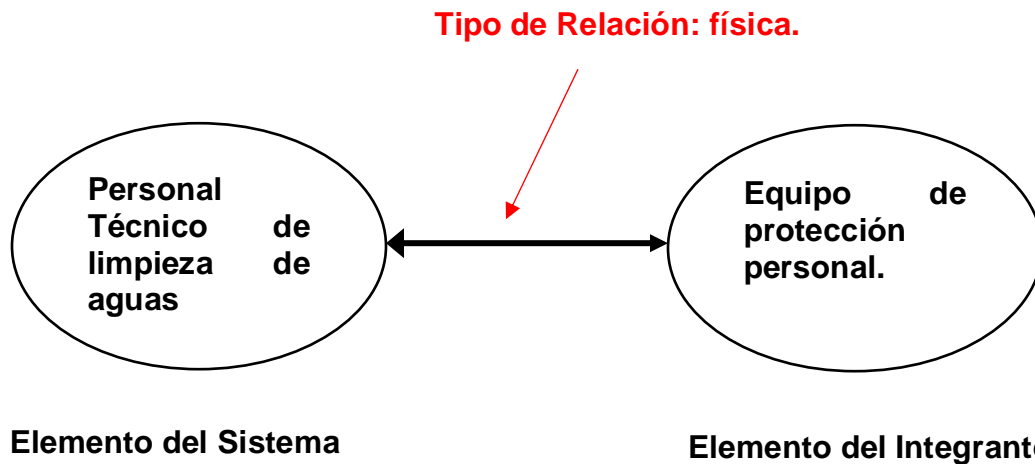 Tipo de Relación: física.
Personal
Técnico de
limpieza de
aguas
Equipo de
protección
personal.
Elemento del Sistema
Elemento del Integrante